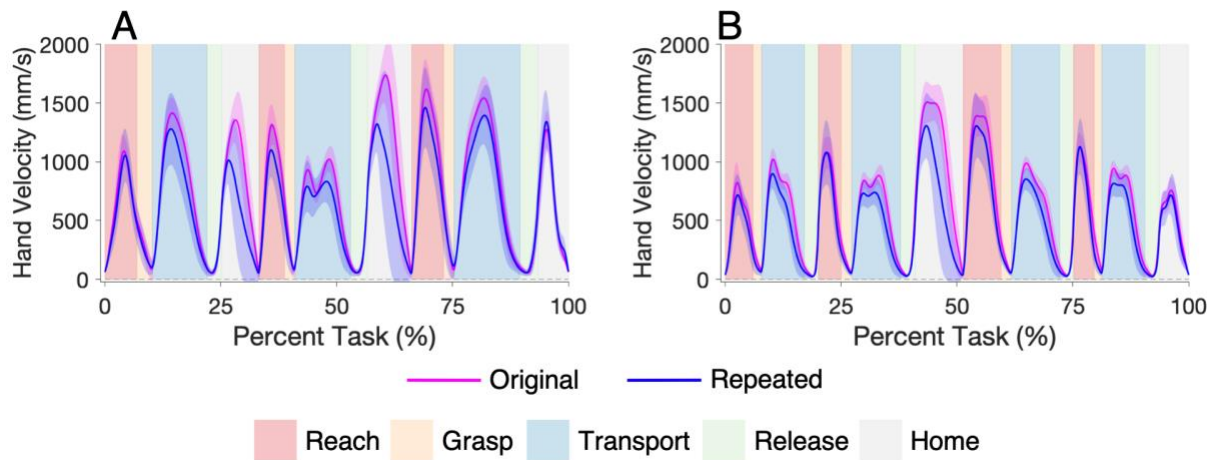 A
2000
1500
1000
500
0
Hand Velocity (mm/s)
0 25 50 75 100
Percent Task (%)
B
2000
1500
1000
500
0
Hand Velocity (mm/s)
0 25 50 75 100
Percent Task (%)
Original Repeated
Reach Grasp Transport Release Home